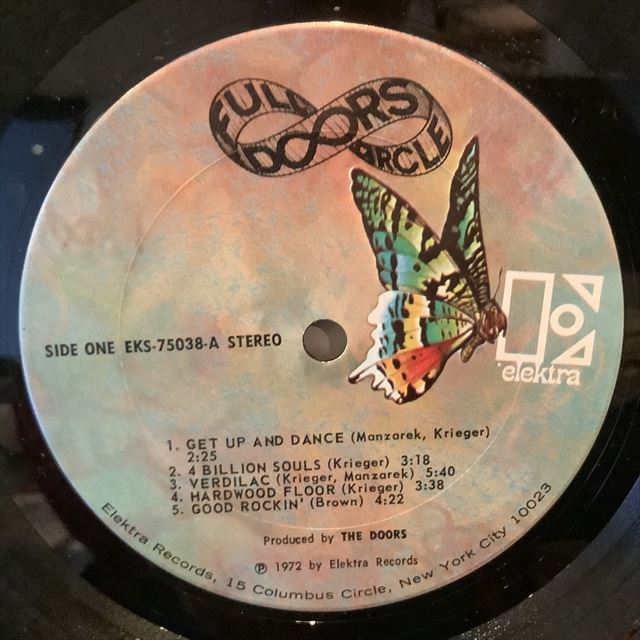 FULL
DOORS
CIRCLE
SIDE ONE EKS-75038-A STEREO
elektra
1. GET UP AND DANCE (Manzarek, Krieger)
2:25
2. 4 BILLION SOULS (Krieger) 3:18
3. VERDILAC (Krieger, Manzarek) 5:40
4. HARDWOOD FLOOR (Krieger) 3:38
5. GOOD ROCKIN' (Brown) 4:22
Produced by THE DOORS
℗ 1972 by Elektra Records
Elektra Records, 15 Columbus Circle, New York City 10023